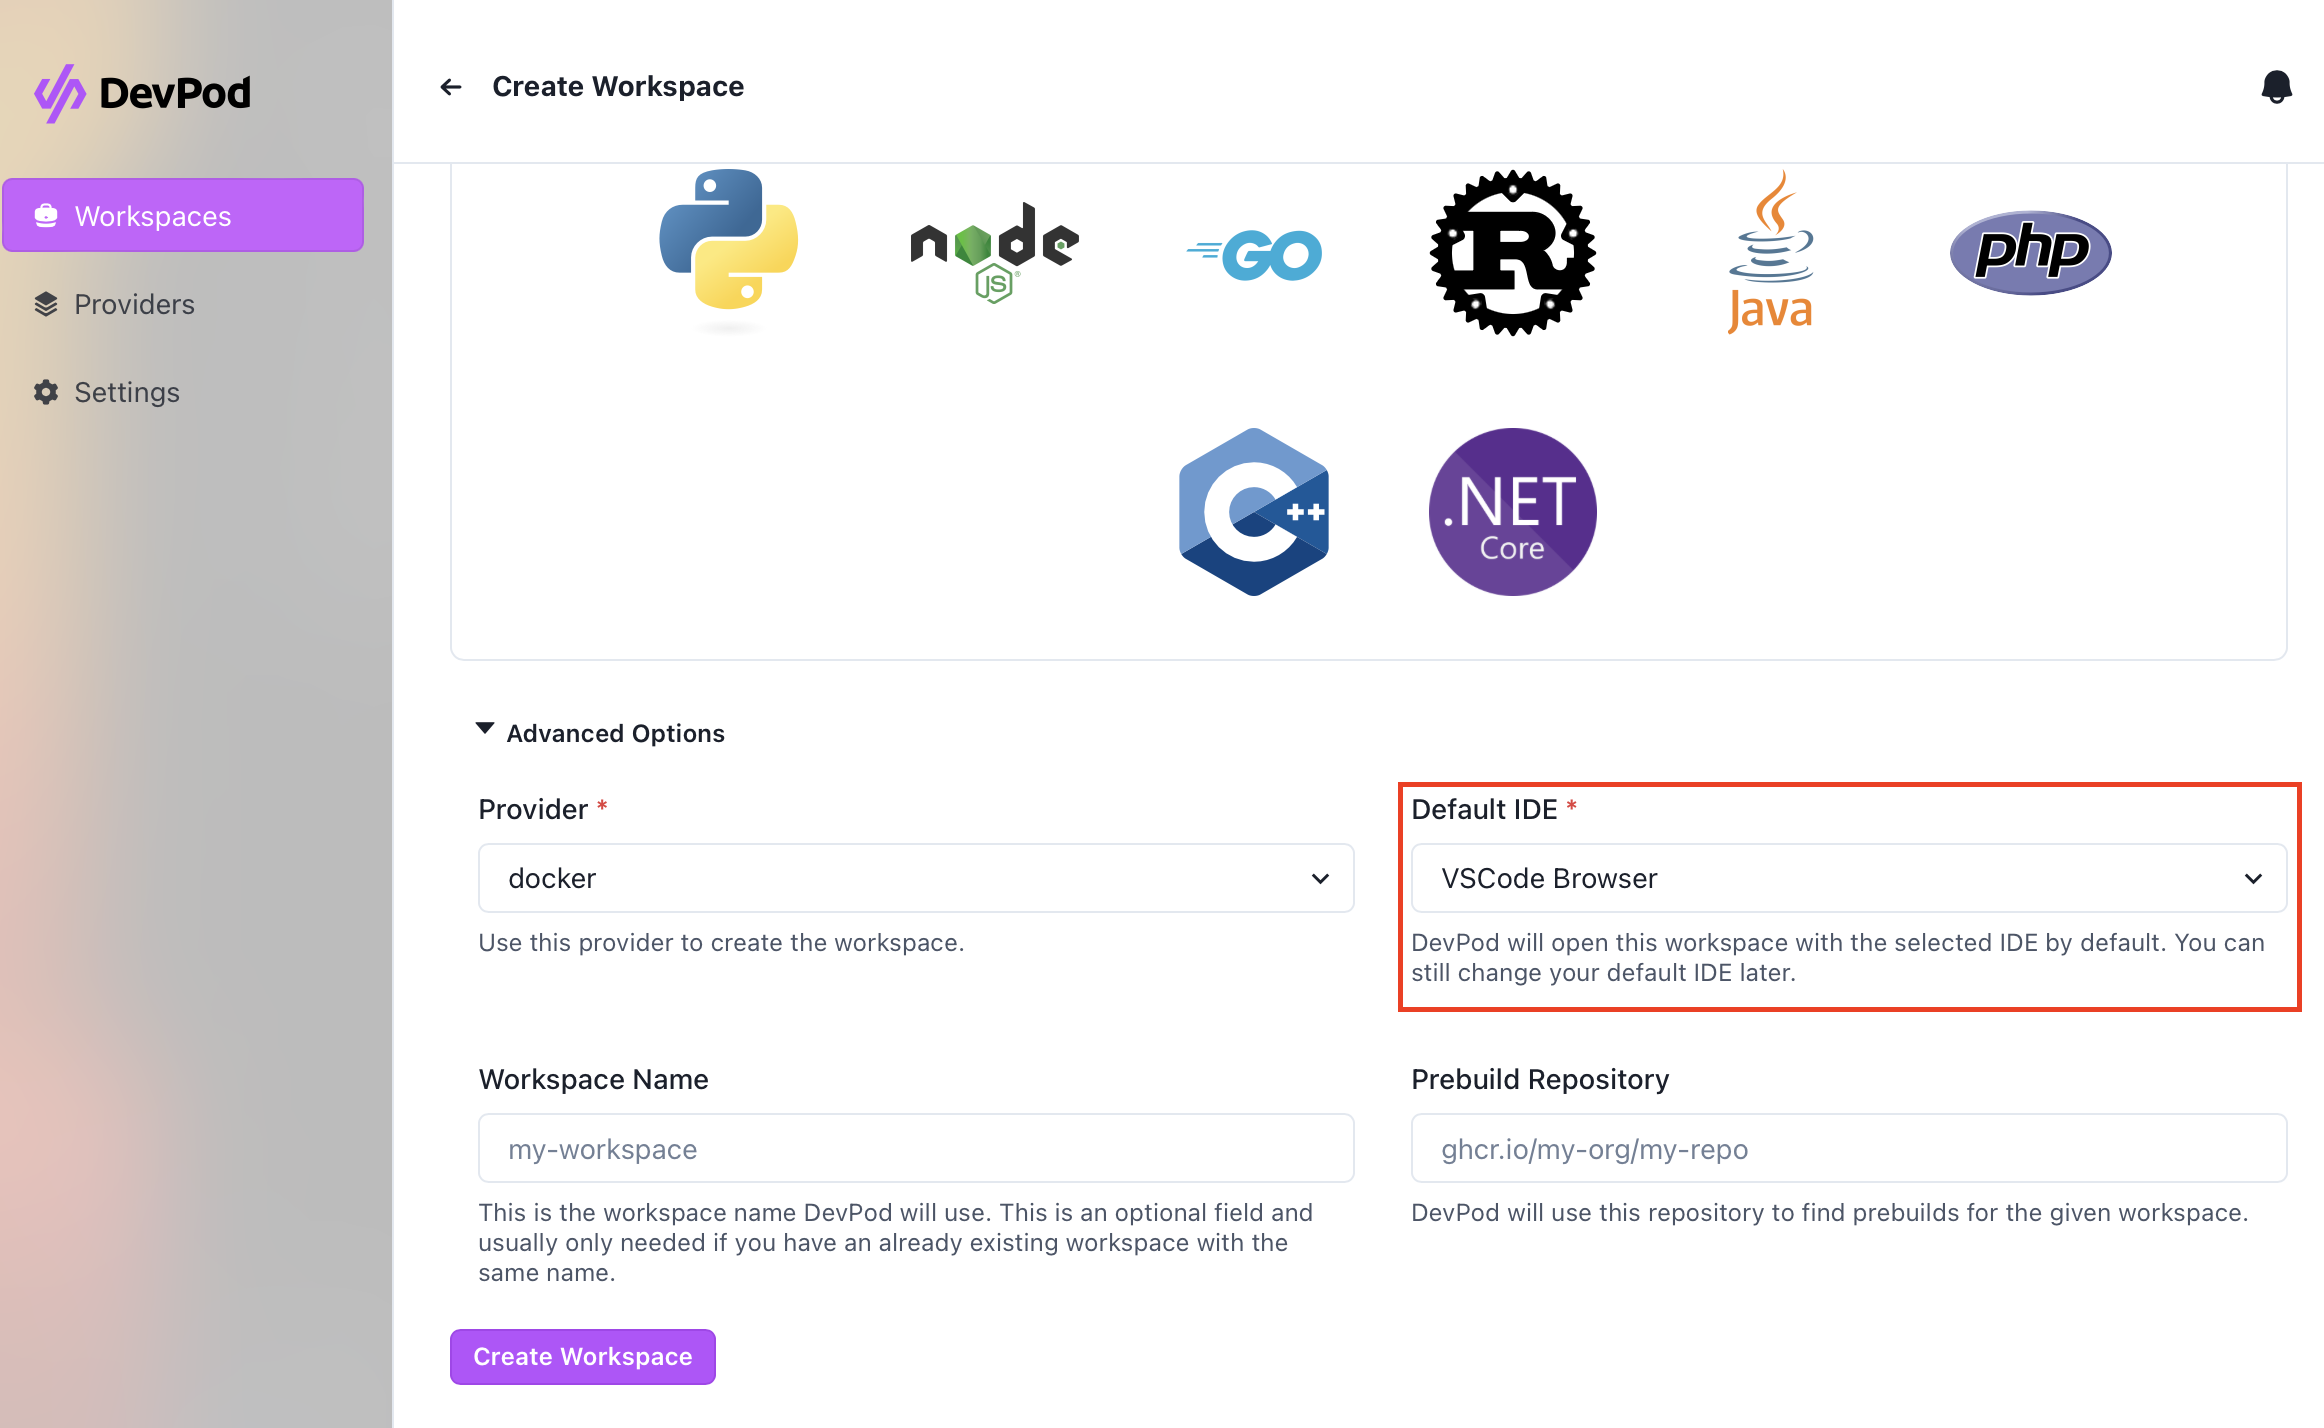 DevPod
Workspaces
Providers
Settings
Create Workspace
node
JS
®
GO
R
Java
php
C++
.NET
Core
Advanced Options
Provider *
docker
Use this provider to create the workspace.
Default IDE *
VSCode Browser
DevPod will open this workspace with the selected IDE by default. You can
still change your default IDE later.
Workspace Name
my-workspace
This is the workspace name DevPod will use. This is an optional field and
usually only needed if you have an already existing workspace with the
same name.
Prebuild Repository
ghcr.io/my-org/my-repo
DevPod will use this repository to find prebuilds for the given workspace.
Create Workspace